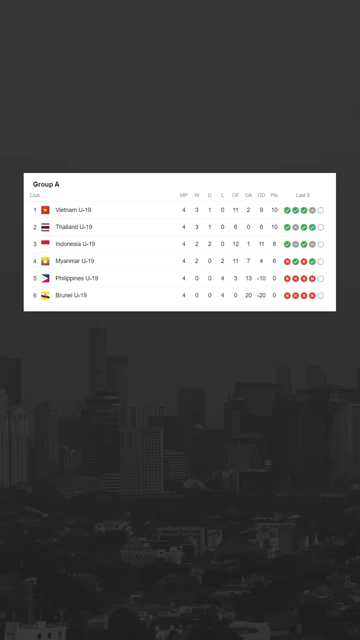 Group A
Club MP W D L GF GA GD Pts Last 5
1 Vietnam U-19 4 3 1 0 11 2 9 10
2 Thailand U-19 4 3 1 0 6 0 6 10
3 Indonesia U-19 4 2 2 0 12 1 11 8
4 Myanmar U-19 4 2 0 2 11 7 4 6
5 Philippines U-19 4 0 0 4 3 13 -10 0
6 Brunei U-19 4 0 0 4 0 20 -20 0